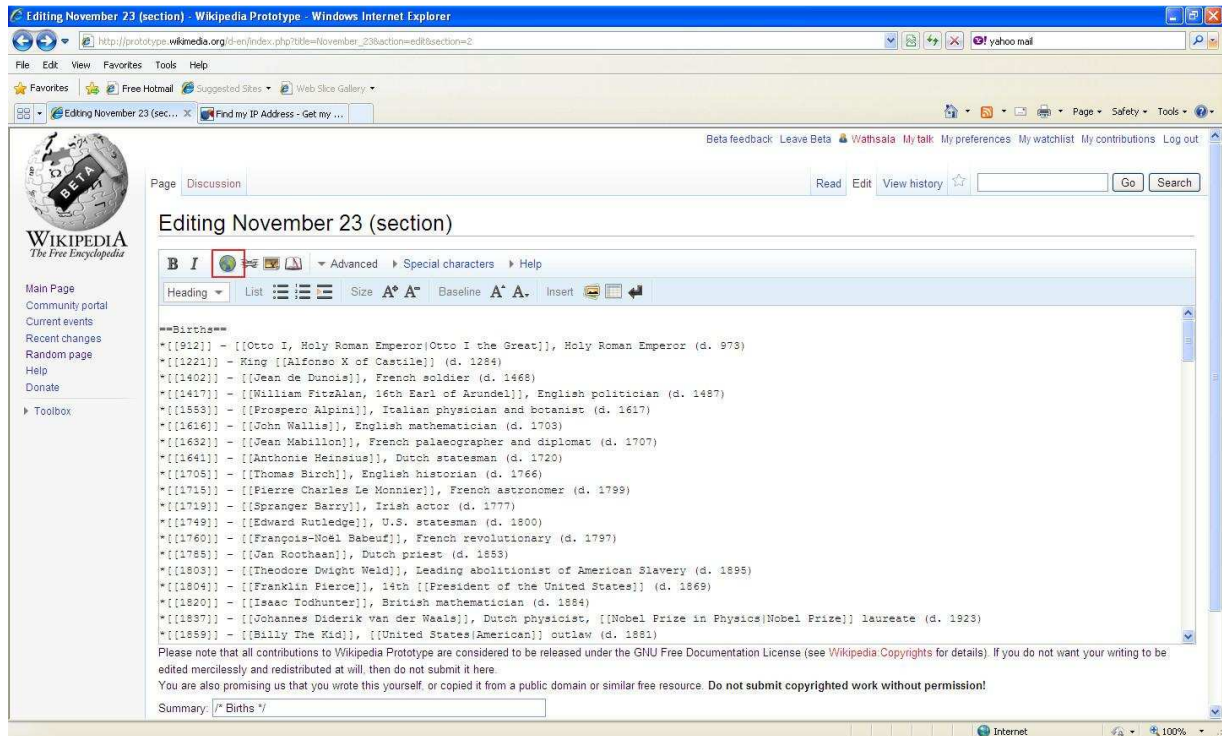 Editing November 23 (section) - Wikipedia Prototype - Windows Internet Explorer
http://prototype.wikimedia.org/d-en/index.php?title=November_23&action=edit&section=2
yahoo mail
File Edit View Favorites Tools Help
Favorites Free Hotmail Suggested Sites Web Slice Gallery
Editing November 23 (sec... Find my IP Address - Get my ... Page Safety Tools
Beta feedback Leave Beta Wathsala My talk My preferences My watchlist My contributions Log out
BETA
WIKIPEDIA
The Free Encyclopedia
Main Page
Community portal
Current events
Recent changes
Random page
Help
Donate
Toolbox
Page Discussion Read Edit View history Go Search
Editing November 23 (section)
B I Advanced Special characters Help
Heading List Size A A Baseline A A Insert
==Births==
*[[912]] - [[Otto I, Holy Roman Emperor|Otto I the Great]], Holy Roman Emperor (d. 973)
*[[1221]] - King [[Alfonso X of Castile]] (d. 1284)
*[[1402]] - [[Jean de Dunois]], French soldier (d. 1468)
*[[1417]] - [[William FitzAlan, 16th Earl of Arundel]], English politician (d. 1487)
*[[1553]] - [[Prospero Alpini]], Italian physician and botanist (d. 1617)
*[[1616]] - [[John Wallis]], English mathematician (d. 1703)
*[[1632]] - [[Jean Mabillon]], French palaeographer and diplomat (d. 1707)
*[[1641]] - [[Anthonie Heinsius]], Dutch statesman (d. 1720)
*[[1705]] - [[Thomas Birch]], English historian (d. 1766)
*[[1715]] - [[Pierre Charles Le Monnier]], French astronomer (d. 1799)
*[[1719]] - [[Spranger Barry]], Irish actor (d. 1777)
*[[1749]] - [[Edward Rutledge]], U.S. statesman (d. 1800)
*[[1760]] - [[François-Noël Babeuf]], French revolutionary (d. 1797)
*[[1785]] - [[Jan Roothaan]], Dutch priest (d. 1853)
*[[1803]] - [[Theodore Dwight Weld]], Leading abolitionist of American Slavery (d. 1895)
*[[1804]] - [[Franklin Pierce]], 14th [[President of the United States]] (d. 1869)
*[[1820]] - [[Isaac Todhunter]], British mathematician (d. 1884)
*[[1837]] - [[Johannes Diderik van der Waals]], Dutch physicist, [[Nobel Prize in Physics|Nobel Prize]] laureate (d. 1923)
*[[1859]] - [[Billy The Kid]], [[United States|American]] outlaw (d. 1881)
Please note that all contributions to Wikipedia Prototype are considered to be released under the GNU Free Documentation License (see Wikipedia:Copyrights for details). If you do not want your writing to be
edited mercilessly and redistributed at will, then do not submit it here.
You are also promising us that you wrote this yourself, or copied it from a public domain or similar free resource. Do not submit copyrighted work without permission!
Summary: /* Births */
Internet 100%